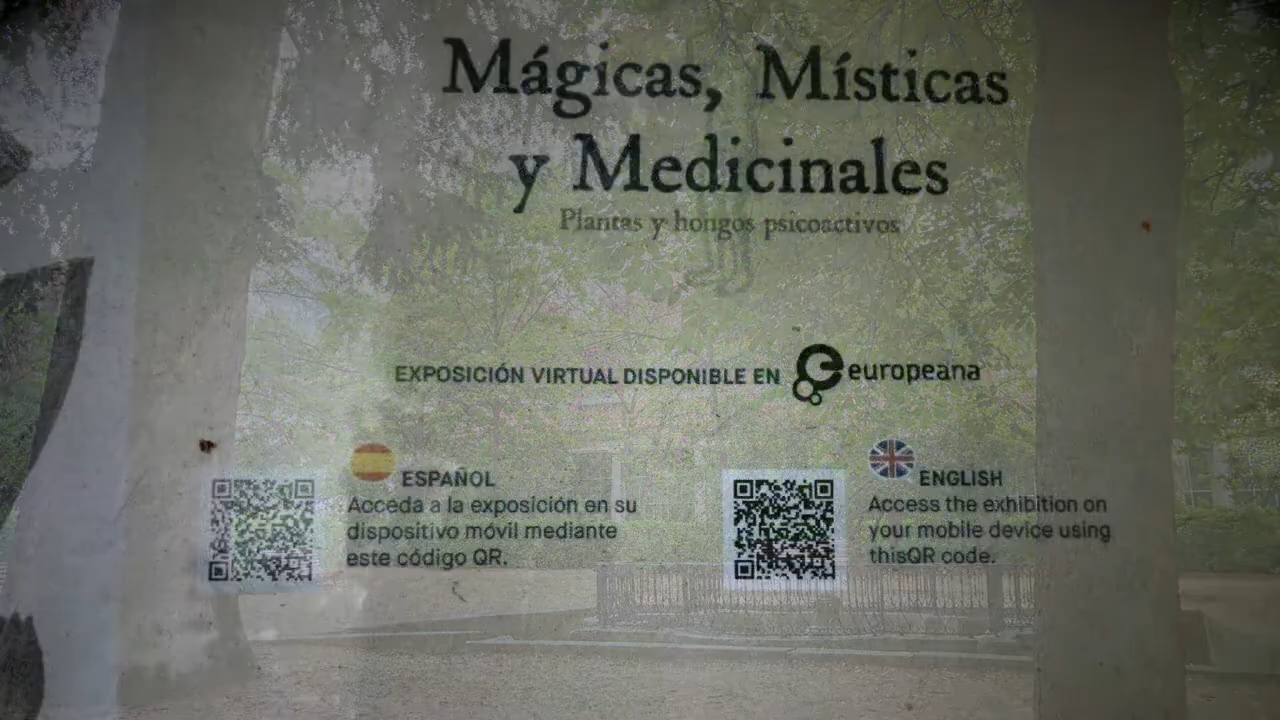 Mágicas, Místicas
y Medicinales
Plantas y hongos psicoactivos
EXPOSICIÓN VIRTUAL DISPONIBLE EN europeana
ESPAÑOL
Acceda a la exposición en su
dispositivo móvil mediante
este código QR.
ENGLISH
Access the exhibition on
your mobile device using
thisQR code.